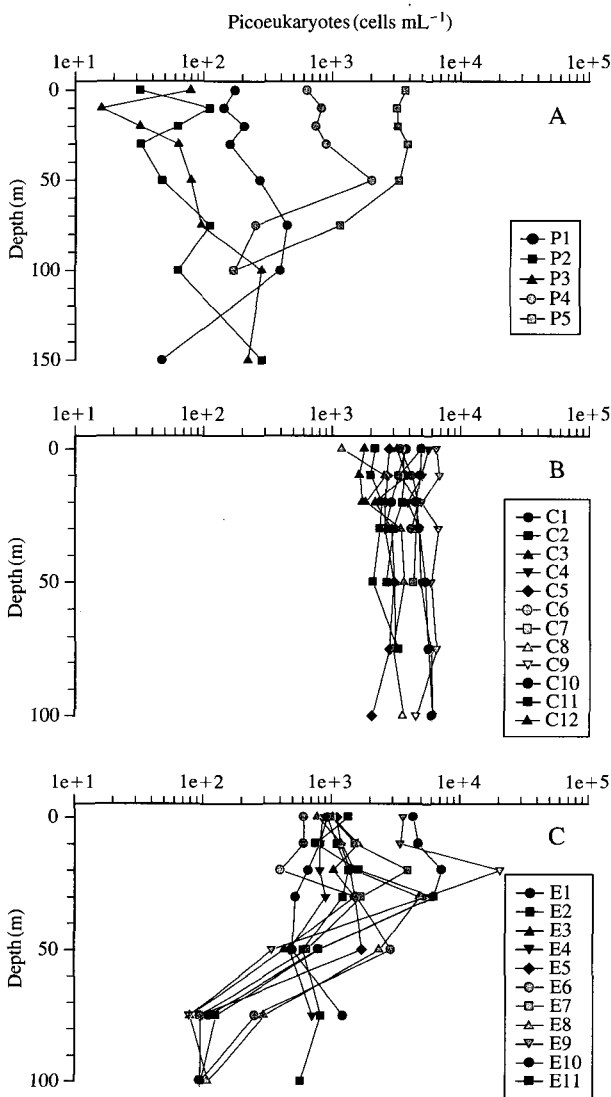 Picoeukaryotes (cells mL⁻¹)
1e+1 1e+2 1e+3 1e+4 1e+5
0
50
100
150
Depth (m)
A
P1
P2
P3
P4
P5
1e+1 1e+2 1e+3 1e+4 1e+5
0
50
100
Depth (m)
B
C1
C2
C3
C4
C5
C6
C7
C8
C9
C10
C11
C12
1e+1 1e+2 1e+3 1e+4 1e+5
0
50
100
Depth (m)
C
E1
E2
E3
E4
E5
E6
E7
E8
E9
E10
E11